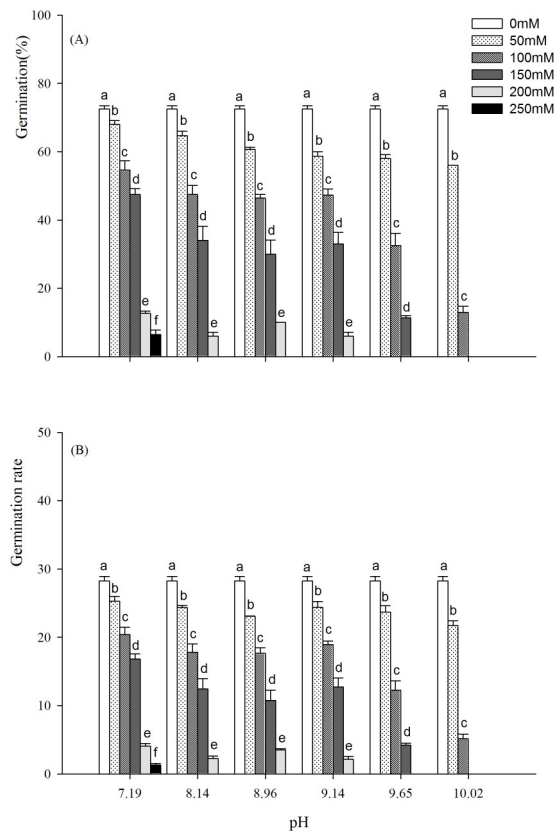 100
(A)
80
60
40
20
0
Germination(%)
0mM
50mM
100mM
150mM
200mM
250mM
a b c d e f
a b c d e
a b c d e
a b c d e
a b c d
a b c
50
(B)
40
30
20
10
0
Germination rate
a b c d e f
a b c d e
a b c d e
a b c d e
a b c d
a b c
7.19 8.14 8.96 9.14 9.65 10.02
pH